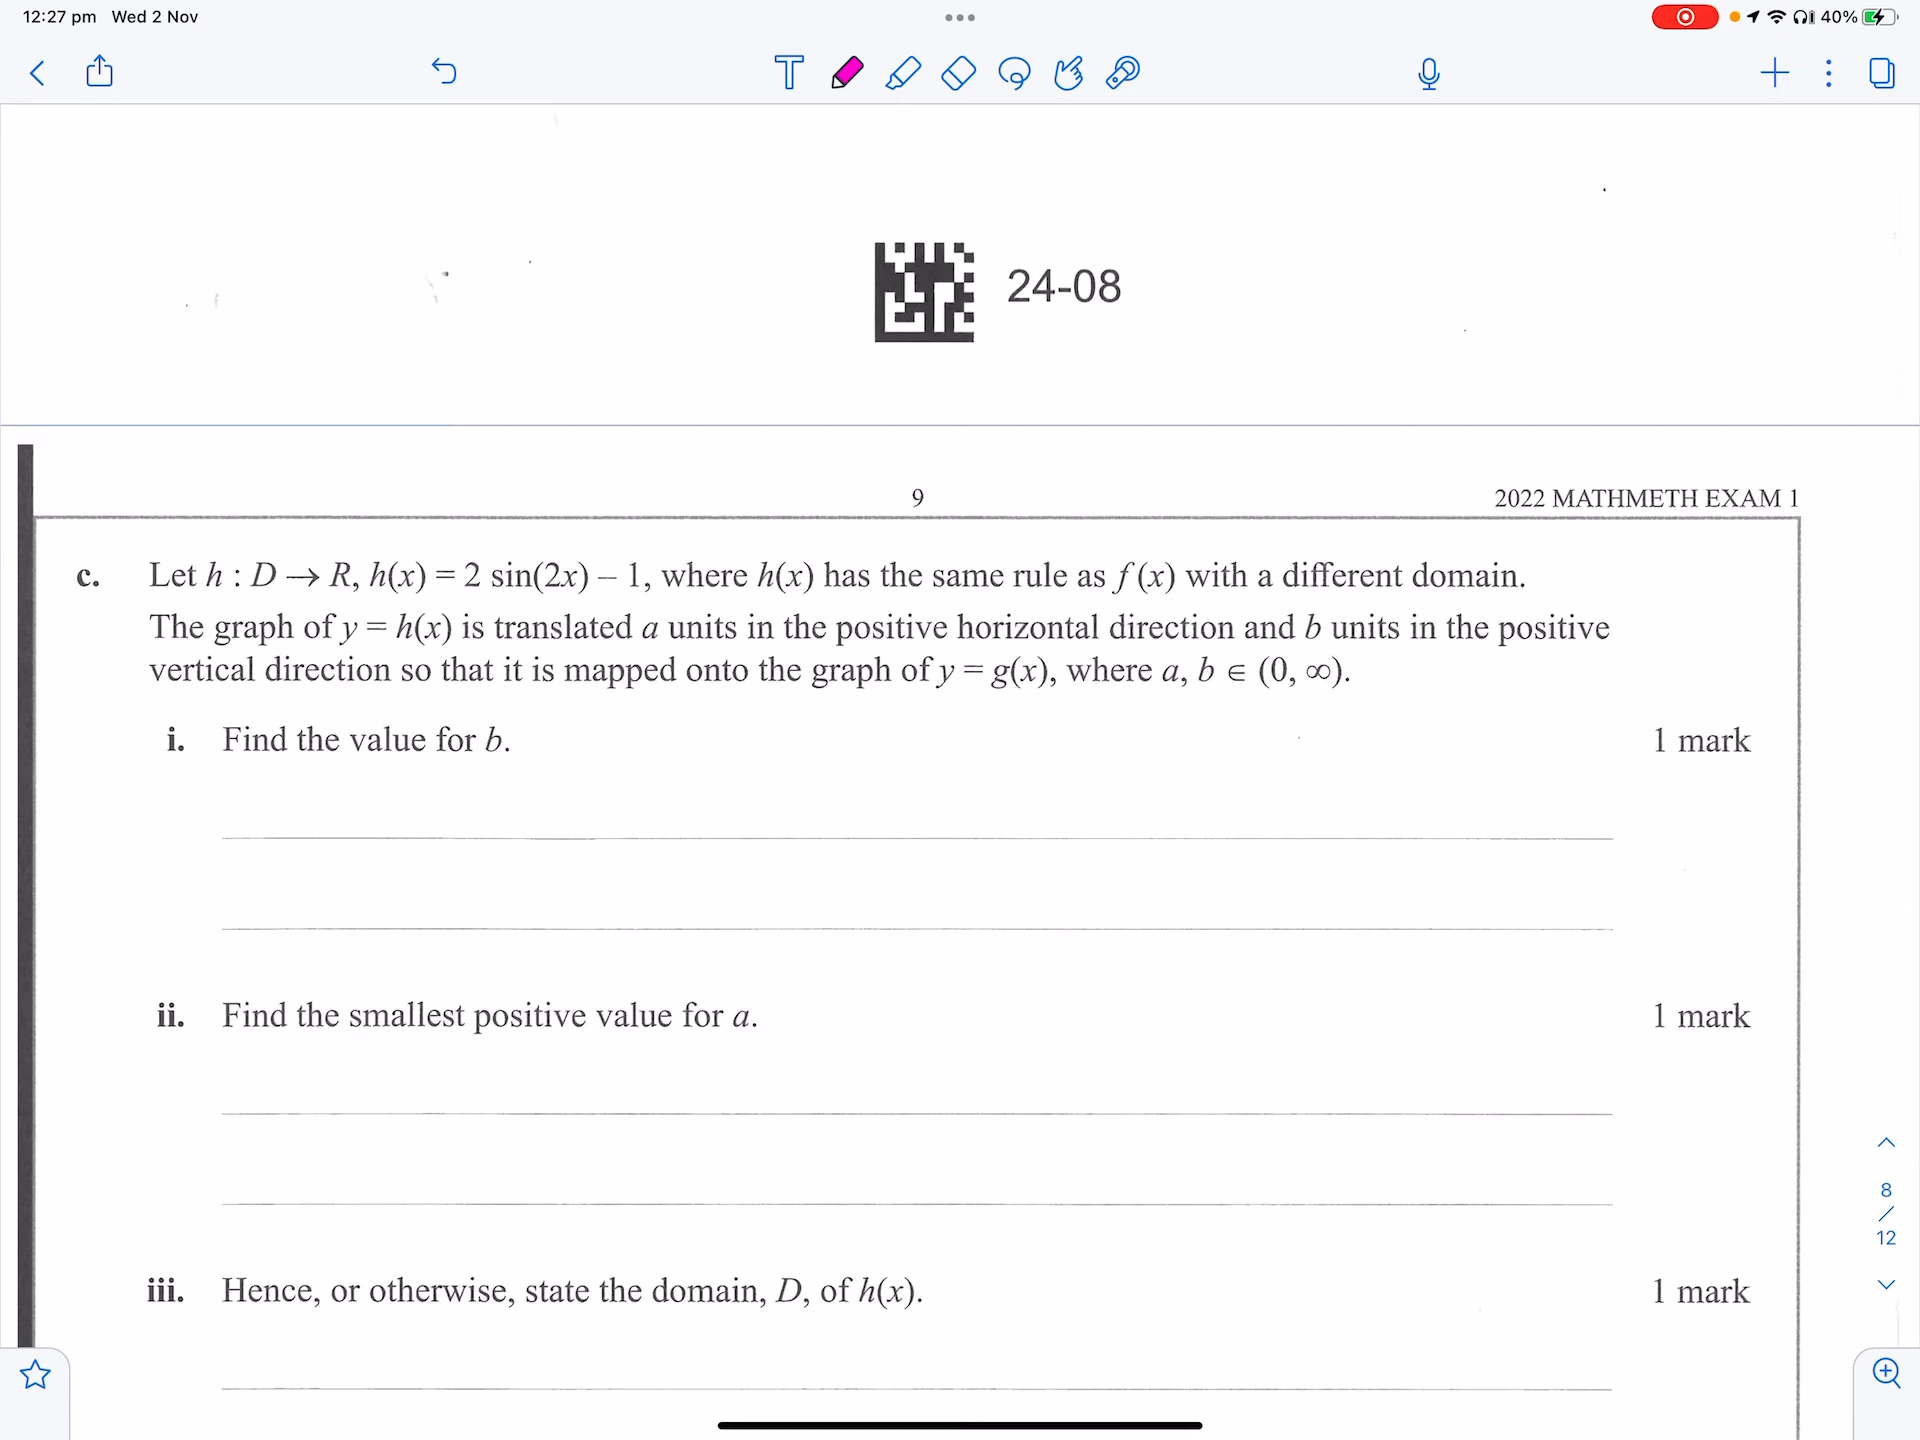 12:27 pm Wed 2 Nov
40%
24-08
9 2022 MATHMETH EXAM 1
c. Let h : D → R, h(x) = 2 sin(2x) – 1, where h(x) has the same rule as f (x) with a different domain.
The graph of y = h(x) is translated a units in the positive horizontal direction and b units in the positive
vertical direction so that it is mapped onto the graph of y = g(x), where a, b ∈ (0, ∞).
i. Find the value for b. 1 mark
ii. Find the smallest positive value for a. 1 mark
iii. Hence, or otherwise, state the domain, D, of h(x). 1 mark
8
/
12